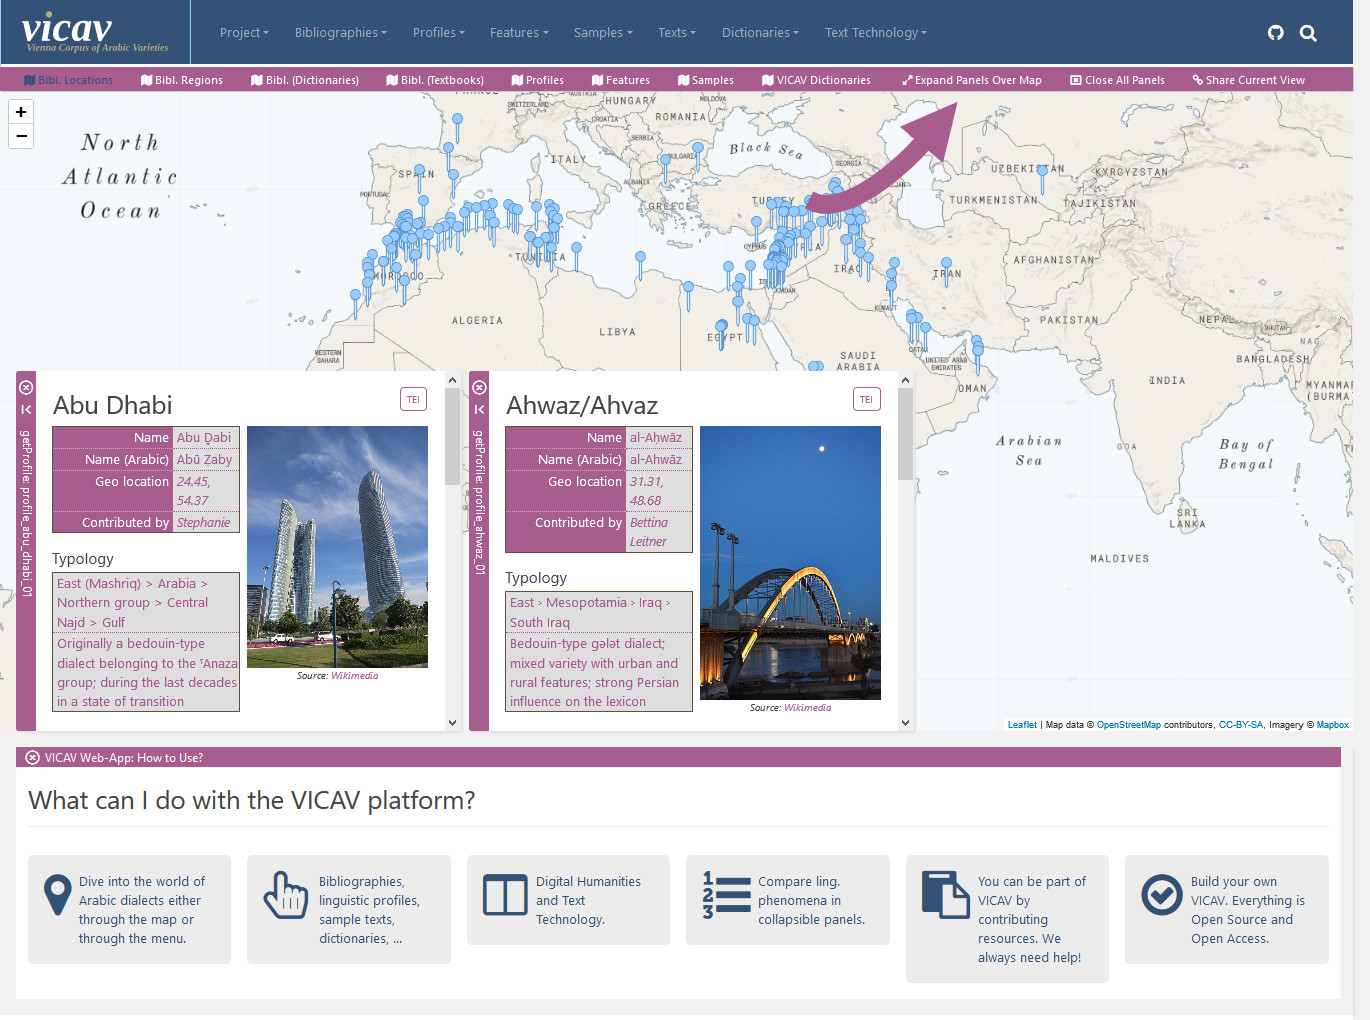 vicav
Vienna Corpus of Arabic Varieties
Project Bibliographies Profiles Features Samples Texts Dictionaries Text Technology
Bibl. Locations Bibl. Regions Bibl. (Dictionaries) Bibl. (Textbooks) Profiles Features Samples VICAV Dictionaries Expand Panels Over Map Close All Panels Share Current View
+
−
North
Atlantic
Ocean
FRANCE
SWITZERLAND
AUSTRIA
HUNGARY
MOLDOVA
CROATIA
ROMANIA
SERBIA
ITALY
BULGARIA
Black Sea
GEORGIA
ALBANIA
SPAIN
PORTUGAL
GREECE
TURKEY
UZBEKISTAN
KYRGYZSTAN
TURKMENISTAN
TAJIKISTAN
CYPRUS
SYRIA
TUNISIA
MOROCCO
IRAQ
IRAN
AFGHANISTAN
JORDAN
KUWAIT
ALGERIA
LIBYA
EGYPT
PAKISTAN
NEPAL
BHUTAN
WESTERN
SAHARA
SAUDI
ARABIA
QATAR
UNITED ARAB
EMIRATES
OMAN
BANGLADESH
INDIA
MYANMAR
(BURMA)
Arabian
Sea
GOA
Bay of
Bengal
SRI
LANKA
MALDIVES
getProfile: profile_abu_dhabi_01
Abu Dhabi
TEI
Name Abu Ḏabi
Name (Arabic) Abū Ẓaby
Geo location 24.45,
54.37
Contributed by Stephanie
Typology
East (Mashriq) > Arabia >
Northern group > Central
Najd > Gulf
Originally a bedouin-type
dialect belonging to the ˤAnaza
group; during the last decades
in a state of transition
Source: Wikimedia
getProfile: profile_ahwaz_01
Ahwaz/Ahvaz
TEI
Name al-Aḥwāz
Name (Arabic) al-Ahwāz
Geo location 31.31,
48.68
Contributed by Bettina
Leitner
Typology
East › Mesopotamia › Iraq ›
South Iraq
Bedouin-type gələt dialect;
mixed variety with urban and
rural features; strong Persian
influence on the lexicon
Source: Wikimedia
Leaflet | Map data © OpenStreetMap contributors, CC-BY-SA, Imagery © Mapbox
VICAV Web-App: How to Use?
What can I do with the VICAV platform?
Dive into the world of
Arabic dialects either
through the map or
through the menu.
Bibliographies,
linguistic profiles,
sample texts,
dictionaries, ...
Digital Humanities
and Text
Technology.
1
2
3
Compare ling.
phenomena in
collapsible panels.
You can be part of
VICAV by
contributing
resources. We
always need help!
Build your own
VICAV. Everything is
Open Source and
Open Access.